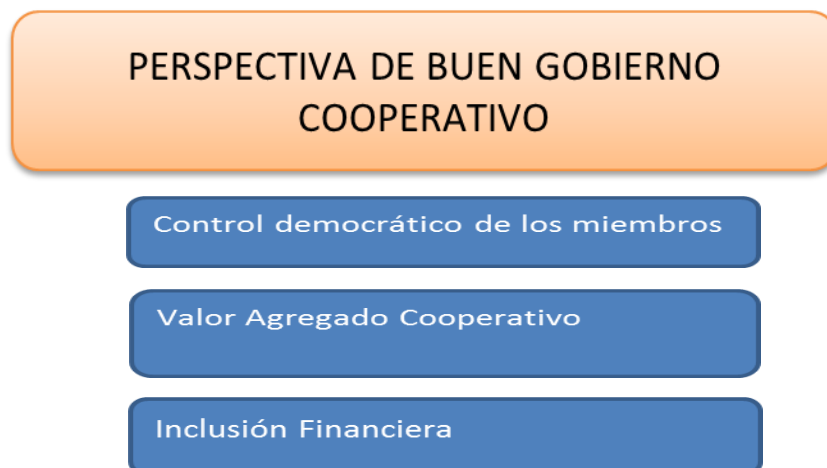 PERSPECTIVA DE BUEN GOBIERNO
COOPERATIVO
Control democrático de los miembros
Valor Agregado Cooperativo
Inclusión Financiera